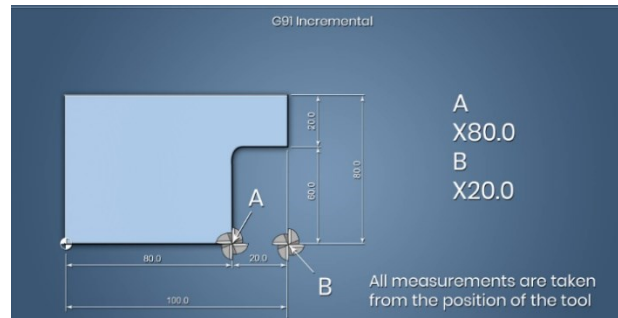 G91 Incremental
A
X80.0
B
X20.0
20.0
60.0
80.0
A
B
80.0
20.0
100.0
All measurements are taken
from the position of the tool